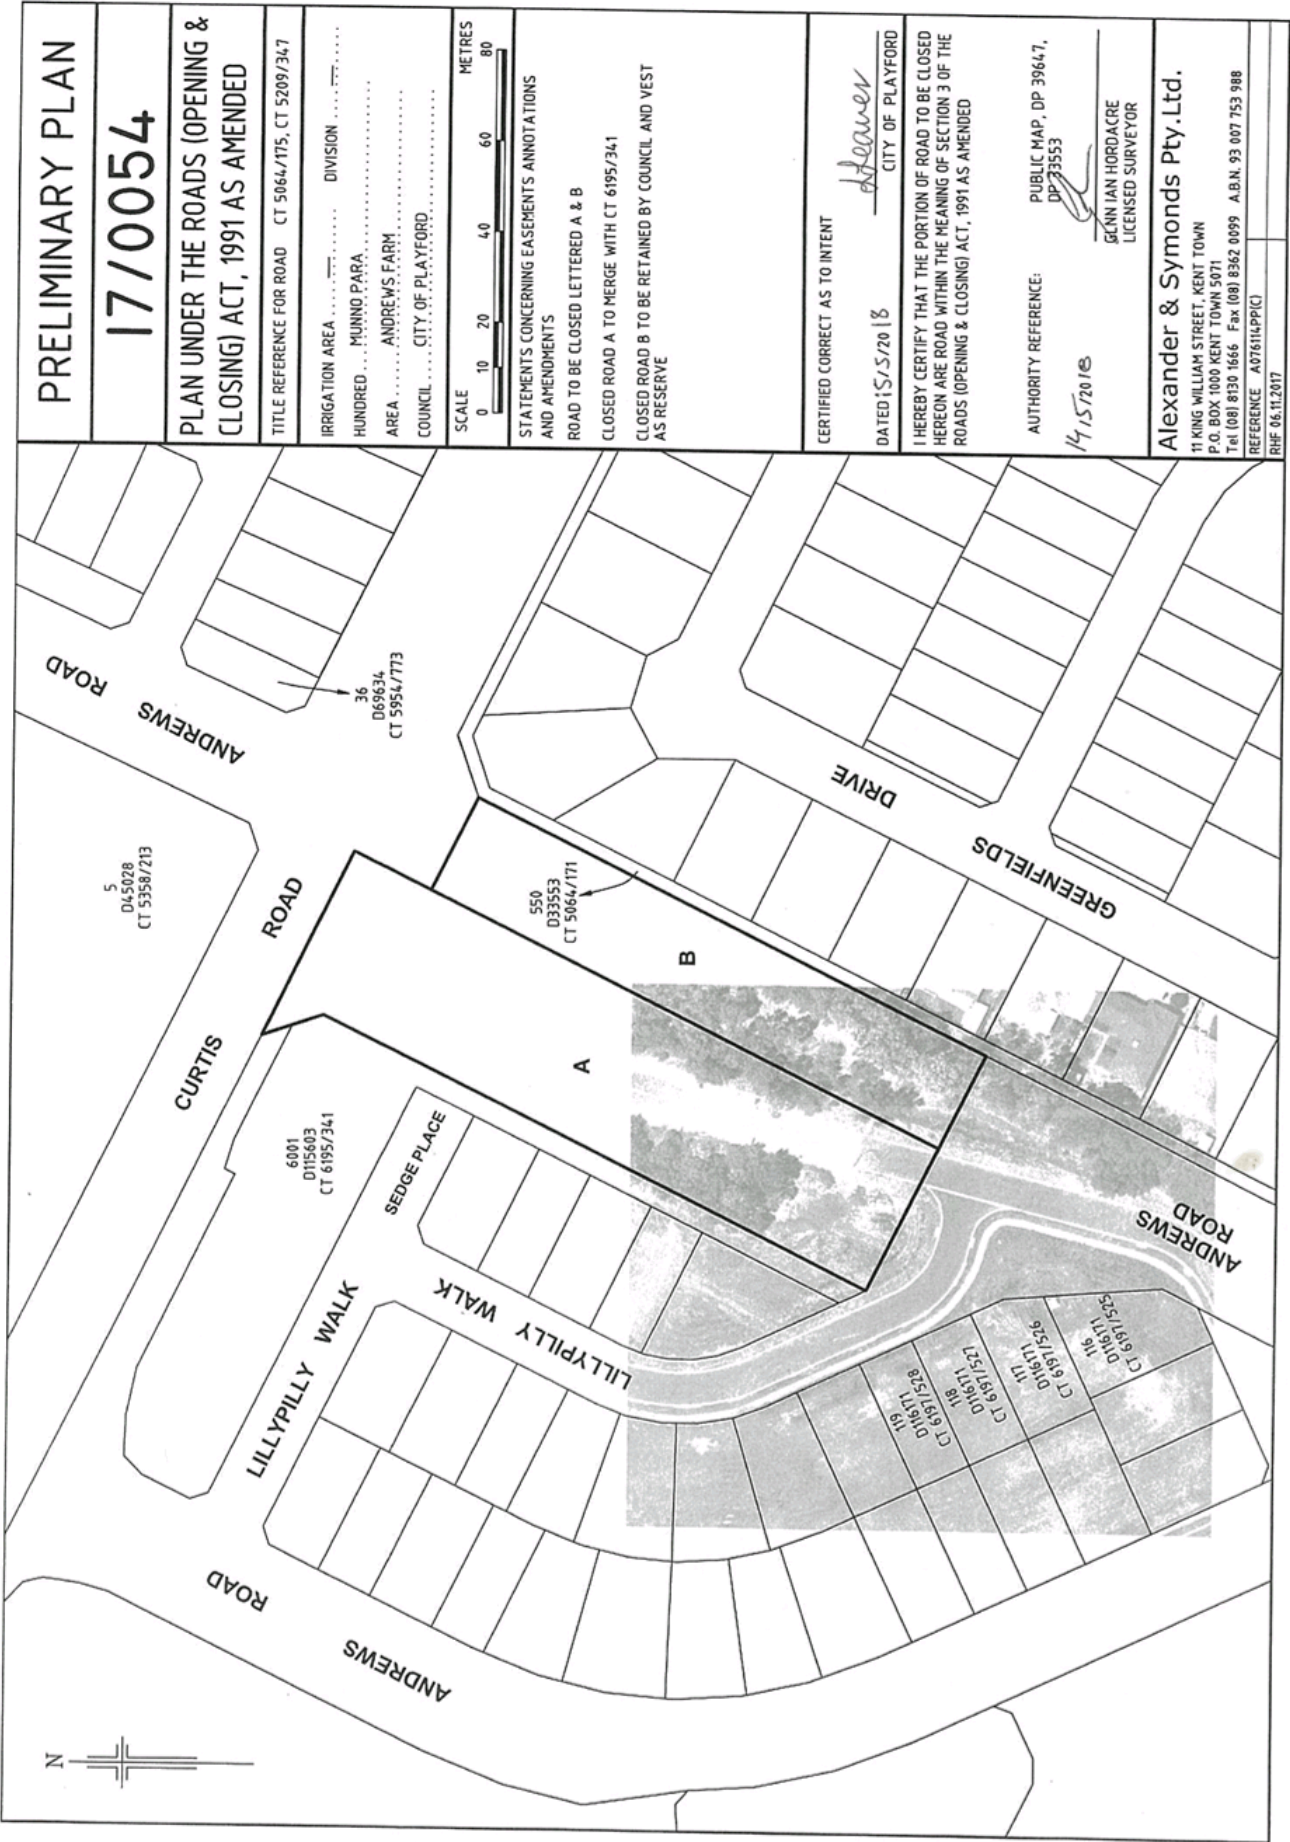 PRELIMINARY PLAN
17/0054
PLAN UNDER THE ROADS (OPENING &
CLOSING) ACT, 1991 AS AMENDED
TITLE REFERENCE FOR ROAD CT 5064/175, CT 5209/347
IRRIGATION AREA ... — ... DIVISION ... — ...
HUNDRED ... MUNNO PARA
AREA ... ANDREWS FARM
COUNCIL ... CITY OF PLAYFORD
SCALE METRES
0 10 20 40 60 80
STATEMENTS CONCERNING EASEMENTS ANNOTATIONS
AND AMENDMENTS
ROAD TO BE CLOSED LETTERED A & B
CLOSED ROAD A TO MERGE WITH CT 6195/341
CLOSED ROAD B TO BE RETAINED BY COUNCIL AND VEST
AS RESERVE
CERTIFIED CORRECT AS TO INTENT
DATED 15/5/2018
CITY OF PLAYFORD
I HEREBY CERTIFY THAT THE PORTION OF ROAD TO BE CLOSED
HEREON ARE ROAD WITHIN THE MEANING OF SECTION 3 OF THE
ROADS (OPENING & CLOSING) ACT, 1991 AS AMENDED
AUTHORITY REFERENCE: PUBLIC MAP, DP 39647,
DP 33553
14/5/2018
GLNN IAN HORDACRE
LICENSED SURVEYOR
Alexander & Symonds Pty.Ltd.
11 KING WILLIAM STREET, KENT TOWN
P.O. BOX 1000 KENT TOWN 5071
Tel (08) 8130 1666 Fax (08) 8362 0099 A.B.N. 93 007 753 988
REFERENCE A076114PP(C)
RHF 06.11.2017
N
ANDREWS
ROAD
ANDREWS
ROAD
CURTIS
ROAD
5
D45028
CT 5358/213
36
D69634
CT 5954/773
6001
D115603
CT 6195/341
550
D33553
CT 5064/171
A
B
LILLYPILLY WALK
SEDGE PLACE
LILLYPILLY WALK
GREENFIELDS
DRIVE
ANDREWS
ROAD
119
D116171
CT 6197/528
118
D116171
CT 6197/527
117
D116171
CT 6197/526
116
D116171
CT 6197/525